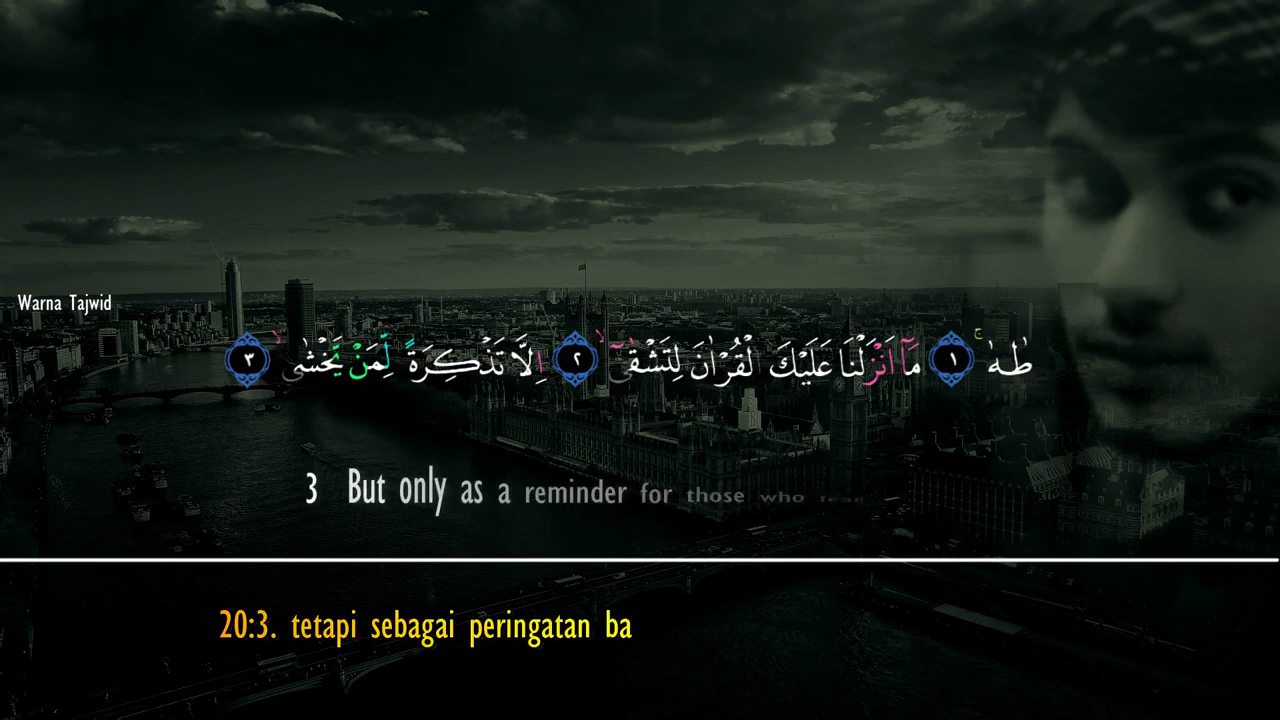 Warna Tajwid
طٰهٰ ۚ ١ مَآ اَنْزَلْنَا عَلَيْكَ الْقُرْاٰنَ لِتَشْقٰىٓ ۙ ٢ اِلَّا تَذْكِرَةً لِّمَنْ يَّخْشٰى ۙ ٣
3 But only as a reminder for those who fear
20:3. tetapi sebagai peringatan ba